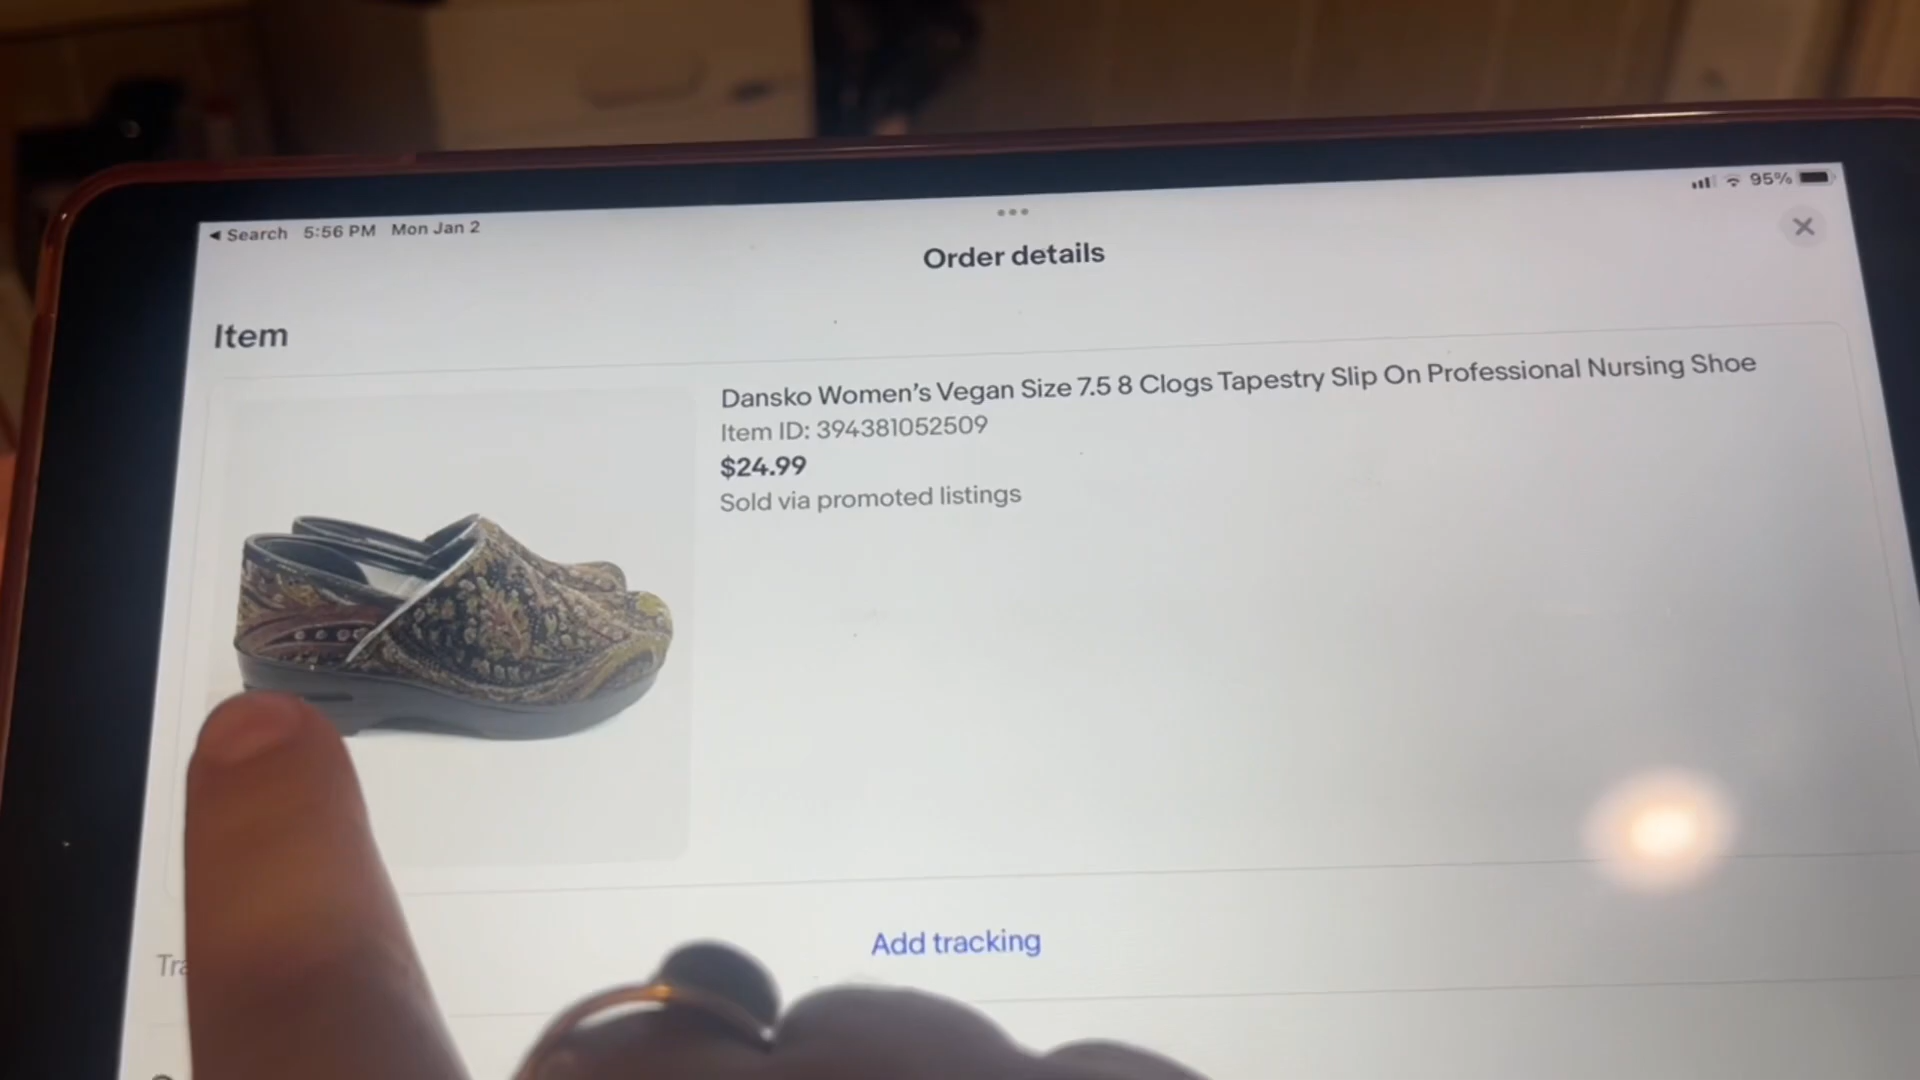 Search 5:56 PM Mon Jan 2
95%
Order details
Item
Dansko Women's Vegan Size 7.5 8 Clogs Tapestry Slip On Professional Nursing Shoe
Item ID: 394381052509
$24.99
Sold via promoted listings
Add tracking